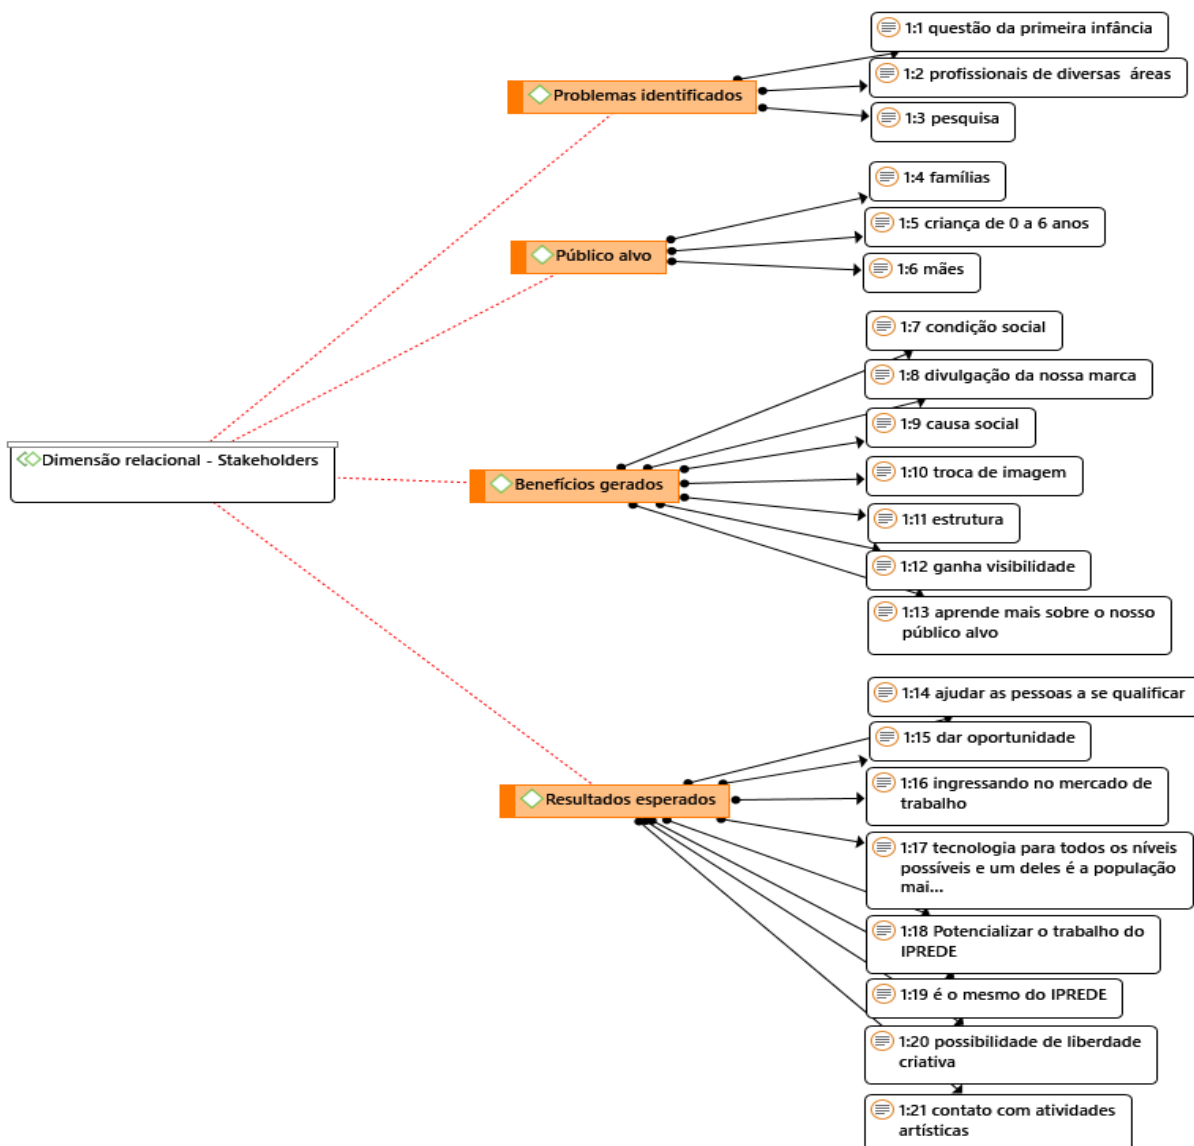 1:1 questão da primeira infância
Problemas identificados
1:2 profissionais de diversas áreas
1:3 pesquisa
1:4 famílias
1:5 criança de 0 a 6 anos
Público alvo
1:6 mães
1:7 condição social
1:8 divulgação da nossa marca
1:9 causa social
Dimensão relacional - Stakeholders
1:10 troca de imagem
Benefícios gerados
1:11 estrutura
1:12 ganha visibilidade
1:13 aprende mais sobre o nosso
público alvo
1:14 ajudar as pessoas a se qualificar
1:15 dar oportunidade
1:16 ingressando no mercado de
trabalho
Resultados esperados
1:17 tecnologia para todos os níveis
possíveis e um deles é a população
mai...
1:18 Potencializar o trabalho do
IPREDE
1:19 é o mesmo do IPREDE
1:20 possibilidade de liberdade
criativa
1:21 contato com atividades
artísticas